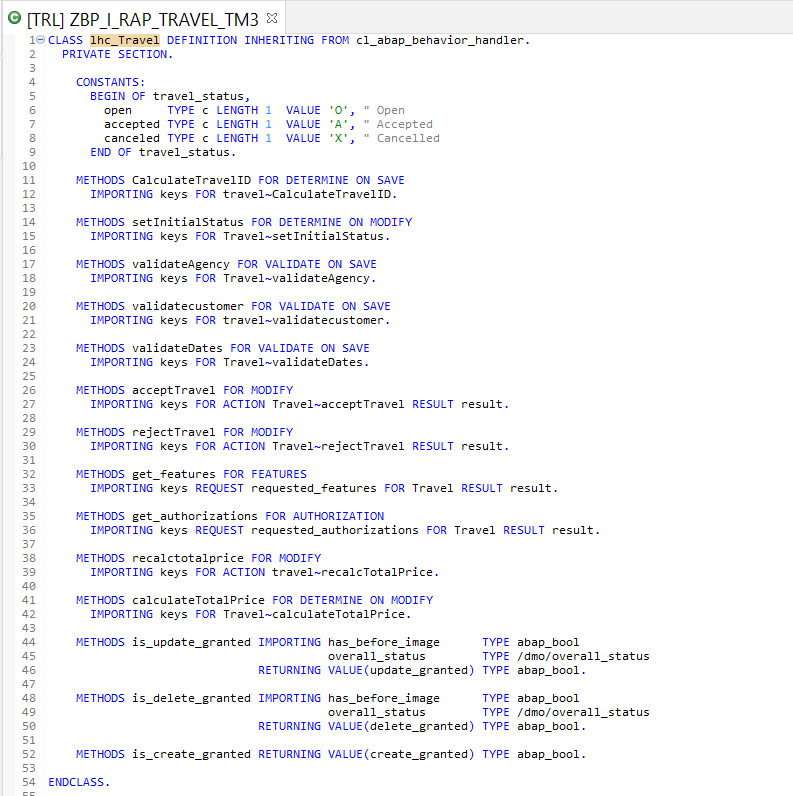 [TRL] ZBP_I_RAP_TRAVEL_TM3
1 CLASS lhc_Travel DEFINITION INHERITING FROM cl_abap_behavior_handler.
2   PRIVATE SECTION.
3
4     CONSTANTS:
5       BEGIN OF travel_status,
6         open     TYPE c LENGTH 1  VALUE 'O', " Open
7         accepted TYPE c LENGTH 1  VALUE 'A', " Accepted
8         canceled TYPE c LENGTH 1  VALUE 'X', " Cancelled
9       END OF travel_status.
10
11     METHODS CalculateTravelID FOR DETERMINE ON SAVE
12       IMPORTING keys FOR travel~CalculateTravelID.
13
14     METHODS setInitialStatus FOR DETERMINE ON MODIFY
15       IMPORTING keys FOR Travel~setInitialStatus.
16
17     METHODS validateAgency FOR VALIDATE ON SAVE
18       IMPORTING keys FOR Travel~validateAgency.
19
20     METHODS validatecustomer FOR VALIDATE ON SAVE
21       IMPORTING keys FOR travel~validatecustomer.
22
23     METHODS validateDates FOR VALIDATE ON SAVE
24       IMPORTING keys FOR Travel~validateDates.
25
26     METHODS acceptTravel FOR MODIFY
27       IMPORTING keys FOR ACTION Travel~acceptTravel RESULT result.
28
29     METHODS rejectTravel FOR MODIFY
30       IMPORTING keys FOR ACTION Travel~rejectTravel RESULT result.
31
32     METHODS get_features FOR FEATURES
33       IMPORTING keys REQUEST requested_features FOR Travel RESULT result.
34
35     METHODS get_authorizations FOR AUTHORIZATION
36       IMPORTING keys REQUEST requested_authorizations FOR Travel RESULT result.
37
38     METHODS recalctotalprice FOR MODIFY
39       IMPORTING keys FOR ACTION travel~recalcTotalPrice.
40
41     METHODS calculateTotalPrice FOR DETERMINE ON MODIFY
42       IMPORTING keys FOR Travel~calculateTotalPrice.
43
44     METHODS is_update_granted IMPORTING has_before_image      TYPE abap_bool
45                                         overall_status        TYPE /dmo/overall_status
46                               RETURNING VALUE(update_granted) TYPE abap_bool.
47
48     METHODS is_delete_granted IMPORTING has_before_image      TYPE abap_bool
49                                         overall_status        TYPE /dmo/overall_status
50                               RETURNING VALUE(delete_granted) TYPE abap_bool.
51
52     METHODS is_create_granted RETURNING VALUE(create_granted) TYPE abap_bool.
53
54 ENDCLASS.
55